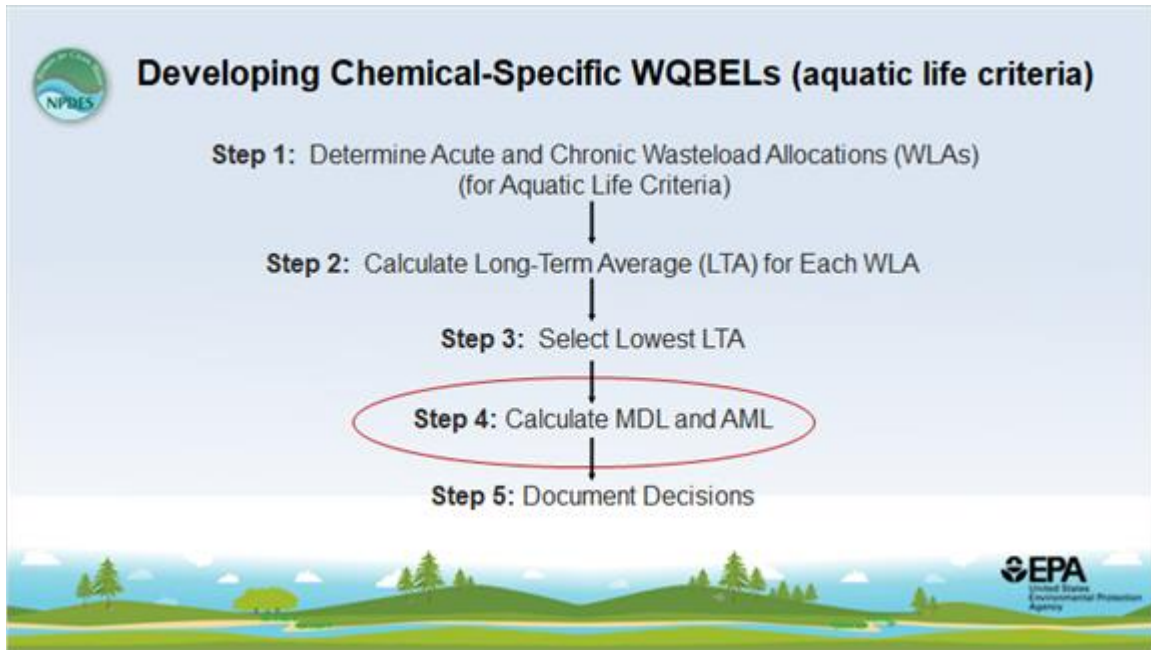 NPDES
Developing Chemical-Specific WQBELs (aquatic life criteria)
Step 1: Determine Acute and Chronic Wasteload Allocations (WLAs)
(for Aquatic Life Criteria)
Step 2: Calculate Long-Term Average (LTA) for Each WLA
Step 3: Select Lowest LTA
Step 4: Calculate MDL and AML
Step 5: Document Decisions
EPA
United States
Environmental Protection
Agency